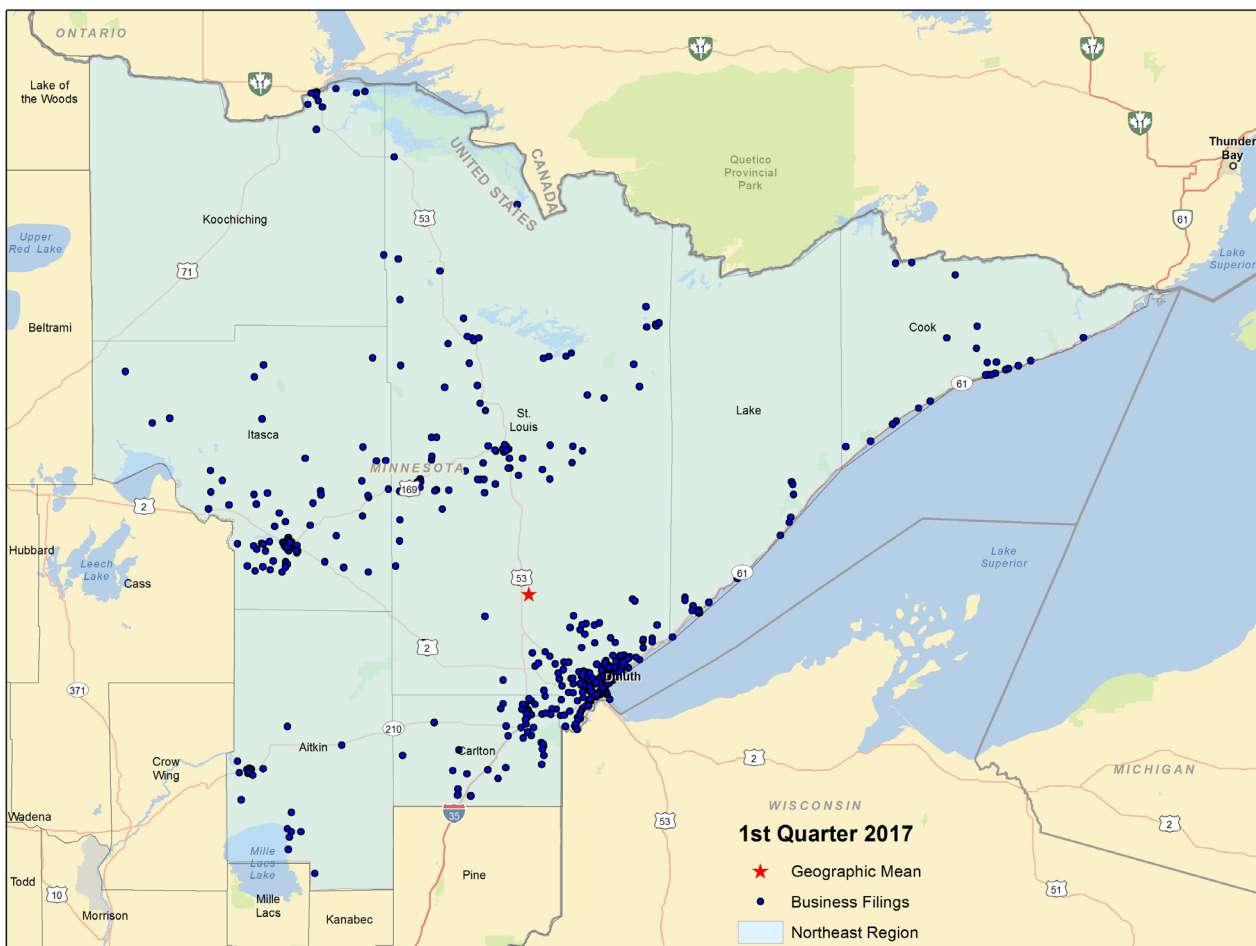 ONTARIO
11
11
17
Lake of
the Woods
11
11
Thunder
Bay
Quetico
Provincial
Park
CANADA
UNITED STATES
Koochiching
53
61
Upper
Red Lake
71
Lake
Superior
Beltrami
Cook
61
Lake
St.
Louis
Itasca
MINNESOTA
169
2
Hubbard
Leech
Lake
Cass
Lake
Superior
53
61
2
Duluth
371
210
Aitkin
Carlton
Crow
Wing
2
MICHIGAN
Wadena
35
WISCONSIN
53
2
1st Quarter 2017
Mille
Lacs
Lake
Geographic Mean
Todd
10
Pine
51
Mille
Lacs
Business Filings
Morrison
Kanabec
Northeast Region